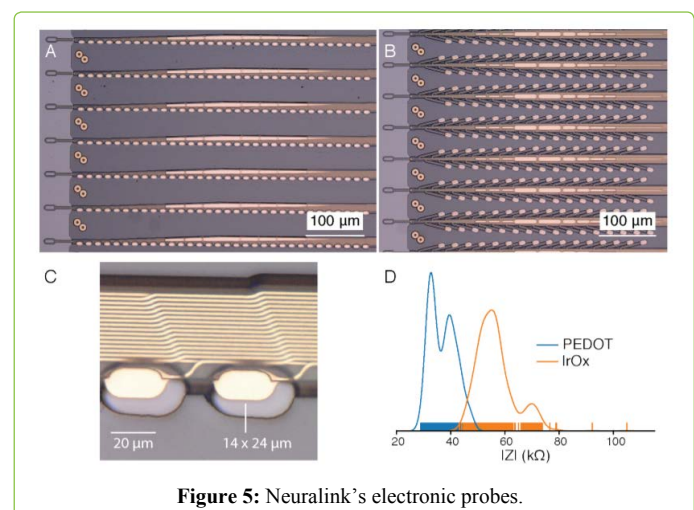 A
100 µm
B
100 µm
C
20 µm
14 x 24 µm
D
PEDOT
IrOx
20 40 60 80 100
|Z| (kΩ)
Figure 5: Neuralink’s electronic probes.